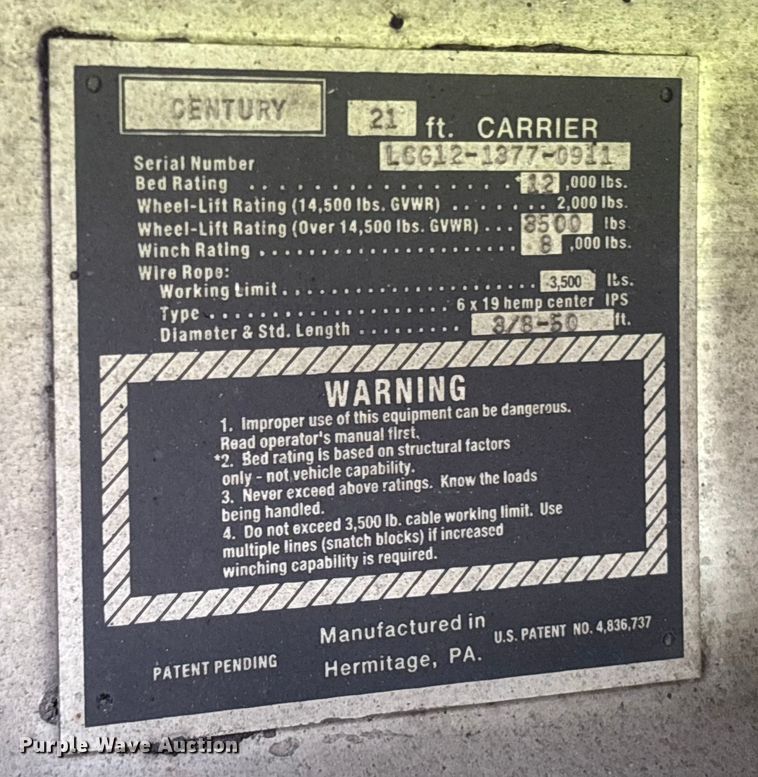 CENTURY 21 ft. CARRIER
Serial Number LCG12-1377-0911
Bed Rating . . . . . . . . . . . . . . . . . *12 ,000 lbs.
Wheel-Lift Rating (14,500 lbs. GVWR) . . . . . . . 2,000 lbs.
Wheel-Lift Rating (Over 14,500 lbs. GVWR) . . . 3500 lbs.
Winch Rating . . . . . . . . . . . . . . . . . . . . . . 8 ,000 lbs.
Wire Rope:
Working Limit . . . . . . . . . . . . . . . . . . . . . 3,500 lbs.
Type . . . . . . . . . . . . . . . . . . . . 6 x 19 hemp center IPS
Diameter & Std. Length . . . . . . . . . 3/8-50 ft.
WARNING
1. Improper use of this equipment can be dangerous.
Read operator's manual first.
*2. Bed rating is based on structural factors
only - not vehicle capability.
3. Never exceed above ratings. Know the loads
being handled.
4. Do not exceed 3,500 lb. cable working limit. Use
multiple lines (snatch blocks) if increased
winching capability is required.
PATENT PENDING Manufactured in U.S. PATENT NO. 4,836,737
Hermitage, PA.
Purple Wave Auction